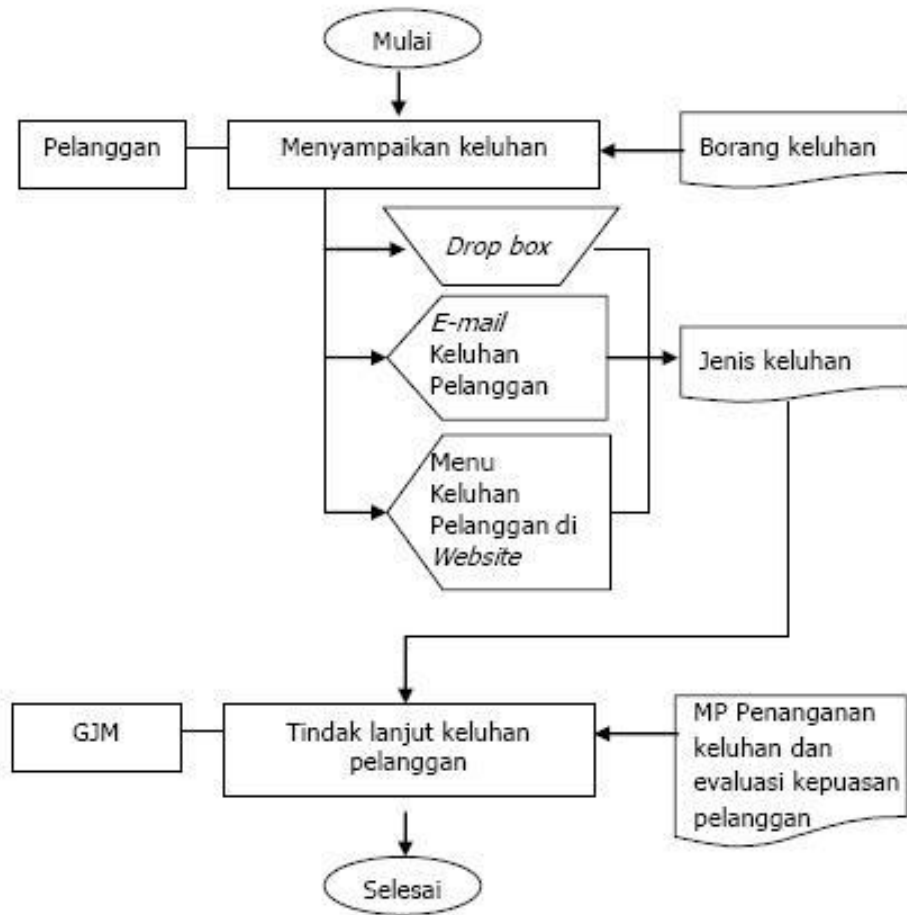 Mulai
Pelanggan
Menyampaikan keluhan
Borang keluhan
Drop box
E-mail
Keluhan
Pelanggan
Jenis keluhan
Menu
Keluhan
Pelanggan di
Website
GJM
Tindak lanjut keluhan
pelanggan
MP Penanganan
keluhan dan
evaluasi kepuasan
pelanggan
Selesai